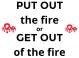 PUT OUT
the fire
or
GET OUT
of the fire